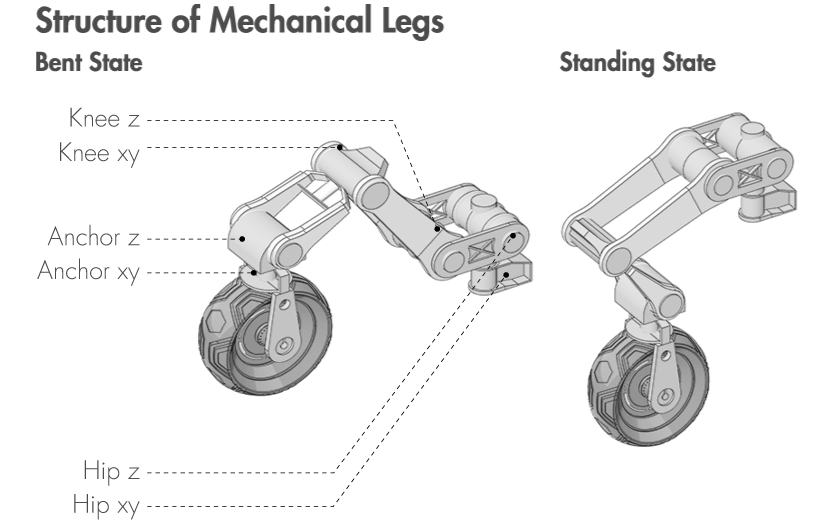 Structure of Mechanical Legs
Bent State
Standing State
Knee z
Knee xy
Anchor z
Anchor xy
Hip z
Hip xy